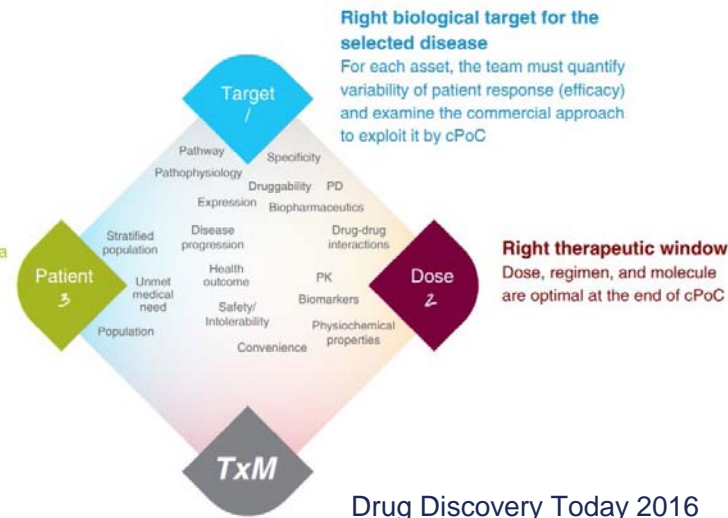 Right biological target for the
selected disease
For each asset, the team must quantify
variability of patient response (efficacy)
and examine the commercial approach
to exploit it by cPoC
Target
/
Pathway
Specificity
Pathophysiology
Druggability PD
Expression
Biopharmaceutics
Stratified
population
Disease
progression
Drug-drug
interactions
a
Patient
3
Unmet
medical
need
Health
outcome
PK
Biomarkers
Safety/
Intolerability
Population
Physiochemical
properties
Convenience
Dose
2
Right therapeutic window
Dose, regimen, and molecule
are optimal at the end of cPoC
TxM
Drug Discovery Today 2016